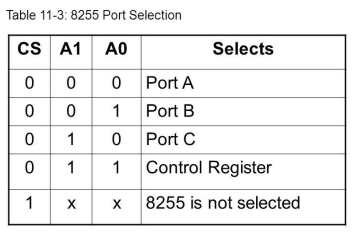 Table 11-3: 8255 Port Selection
CS A1 A0 Selects
0 0 0 Port A
0 0 1 Port B
0 1 0 Port C
0 1 1 Control Register
1 x x 8255 is not selected